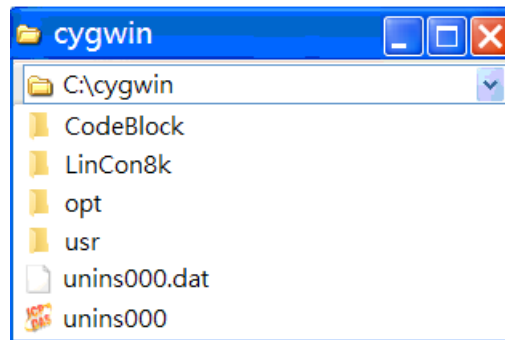 cygwin
C:\cygwin
CodeBlock
LinCon8k
opt
usr
unins000.dat
unins000